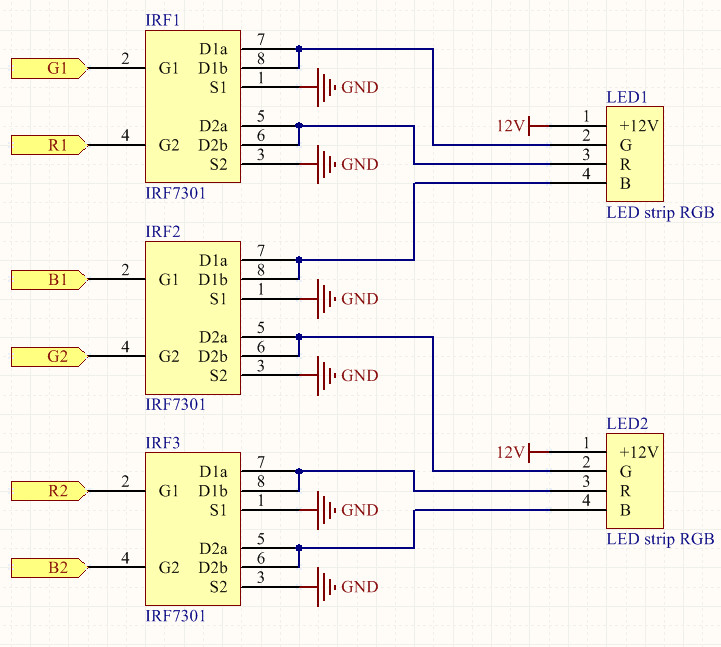 IRF1
G1 2 G1 D1a 7
D1b 8
S1 1 GND
R1 4 G2 D2a 5
D2b 6
S2 3 GND
IRF7301
LED1
12V 1 +12V
2 G
3 R
4 B
LED strip RGB
IRF2
B1 2 G1 D1a 7
D1b 8
S1 1 GND
G2 4 G2 D2a 5
D2b 6
S2 3 GND
IRF7301
LED2
12V 1 +12V
2 G
3 R
4 B
LED strip RGB
IRF3
R2 2 G1 D1a 7
D1b 8
S1 1 GND
B2 4 G2 D2a 5
D2b 6
S2 3 GND
IRF7301